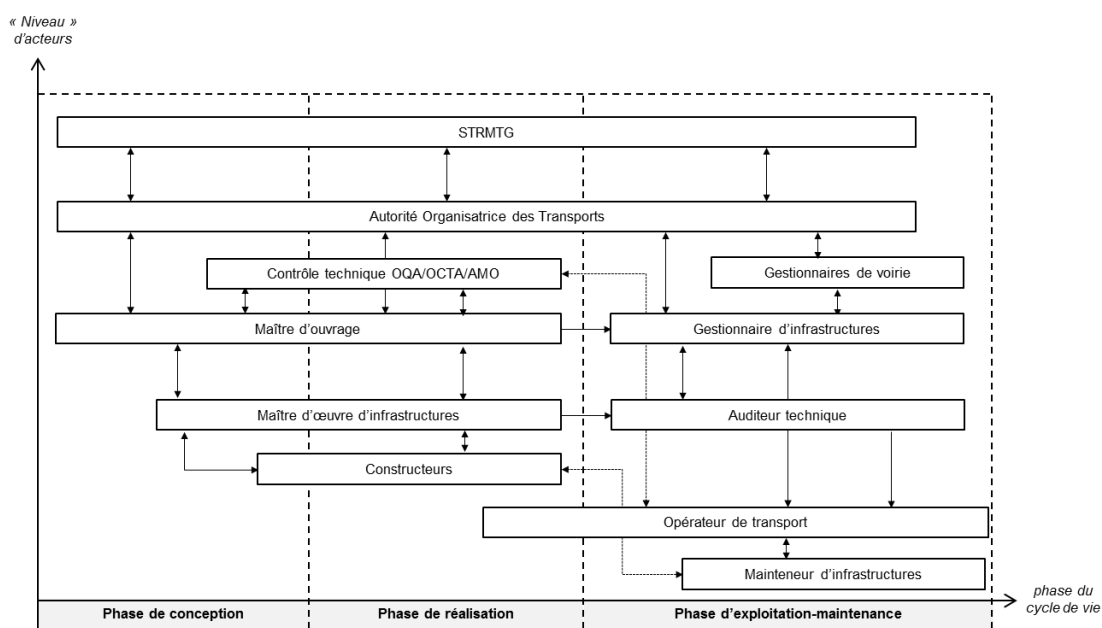 « Niveau »
d’acteurs
STRMTG
Autorité Organisatrice des Transports
Contrôle technique OQA/OCTA/AMO
Gestionnaires de voirie
Maître d’ouvrage
Gestionnaire d’infrastructures
Maître d’œuvre d’infrastructures
Auditeur technique
Constructeurs
Opérateur de transport
Mainteneur d’infrastructures
phase du
cycle de vie
Phase de conception
Phase de réalisation
Phase d’exploitation-maintenance